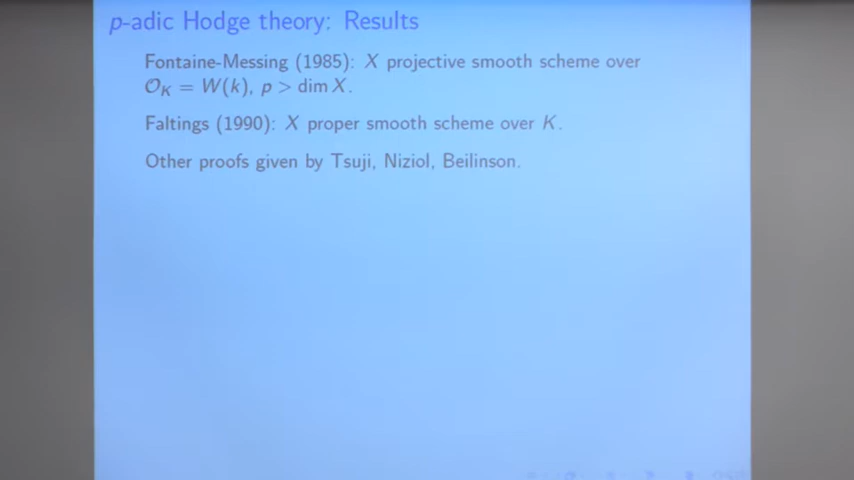 p-adic Hodge theory: Results
Fontaine-Messing (1985): X projective smooth scheme over
𝒪_K = W(k), p > dim X.
Faltings (1990): X proper smooth scheme over K.
Other proofs given by Tsuji, Niziol, Beilinson.